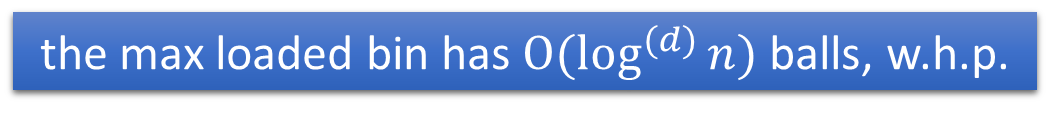 the max loaded bin has O(log⁽ᵈ⁾ n) balls, w.h.p.